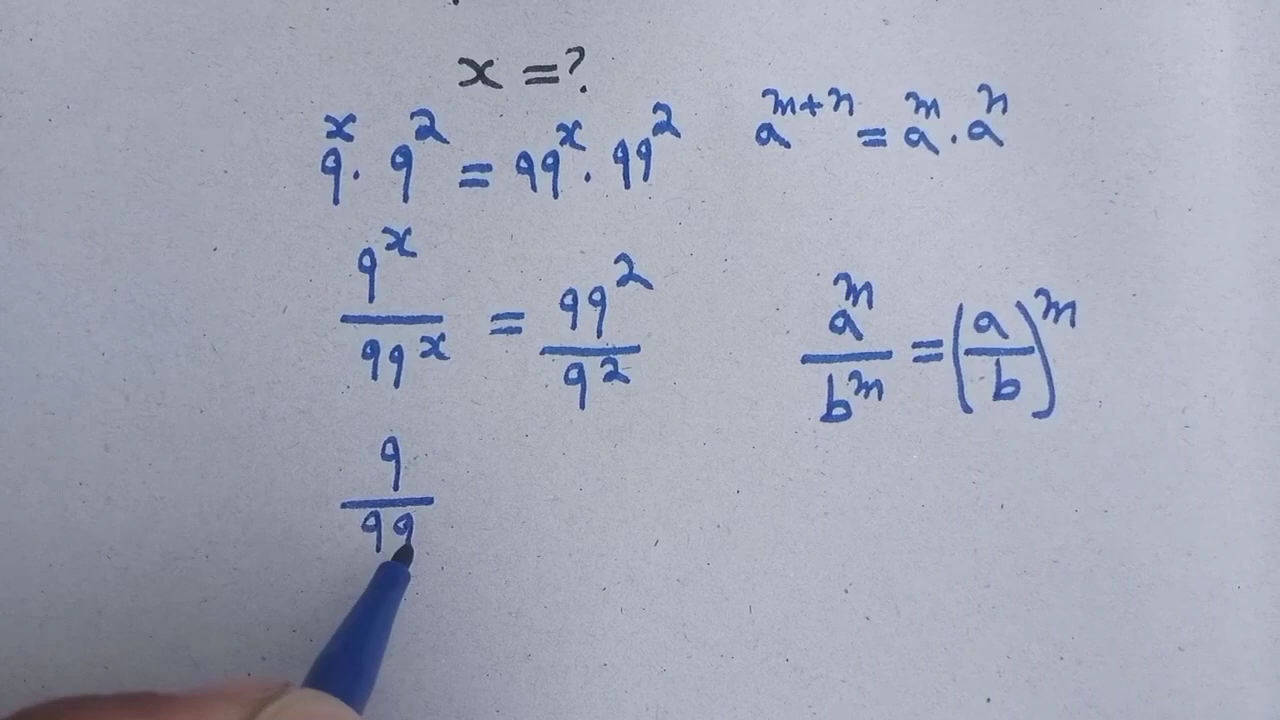 x = ?
9^x · 9^2 = 99^x · 99^2
a^{m+n} = a^m · a^n
9^x / 99^x = 99^2 / 9^2
a^m / b^m = (a/b)^m
9 / 99